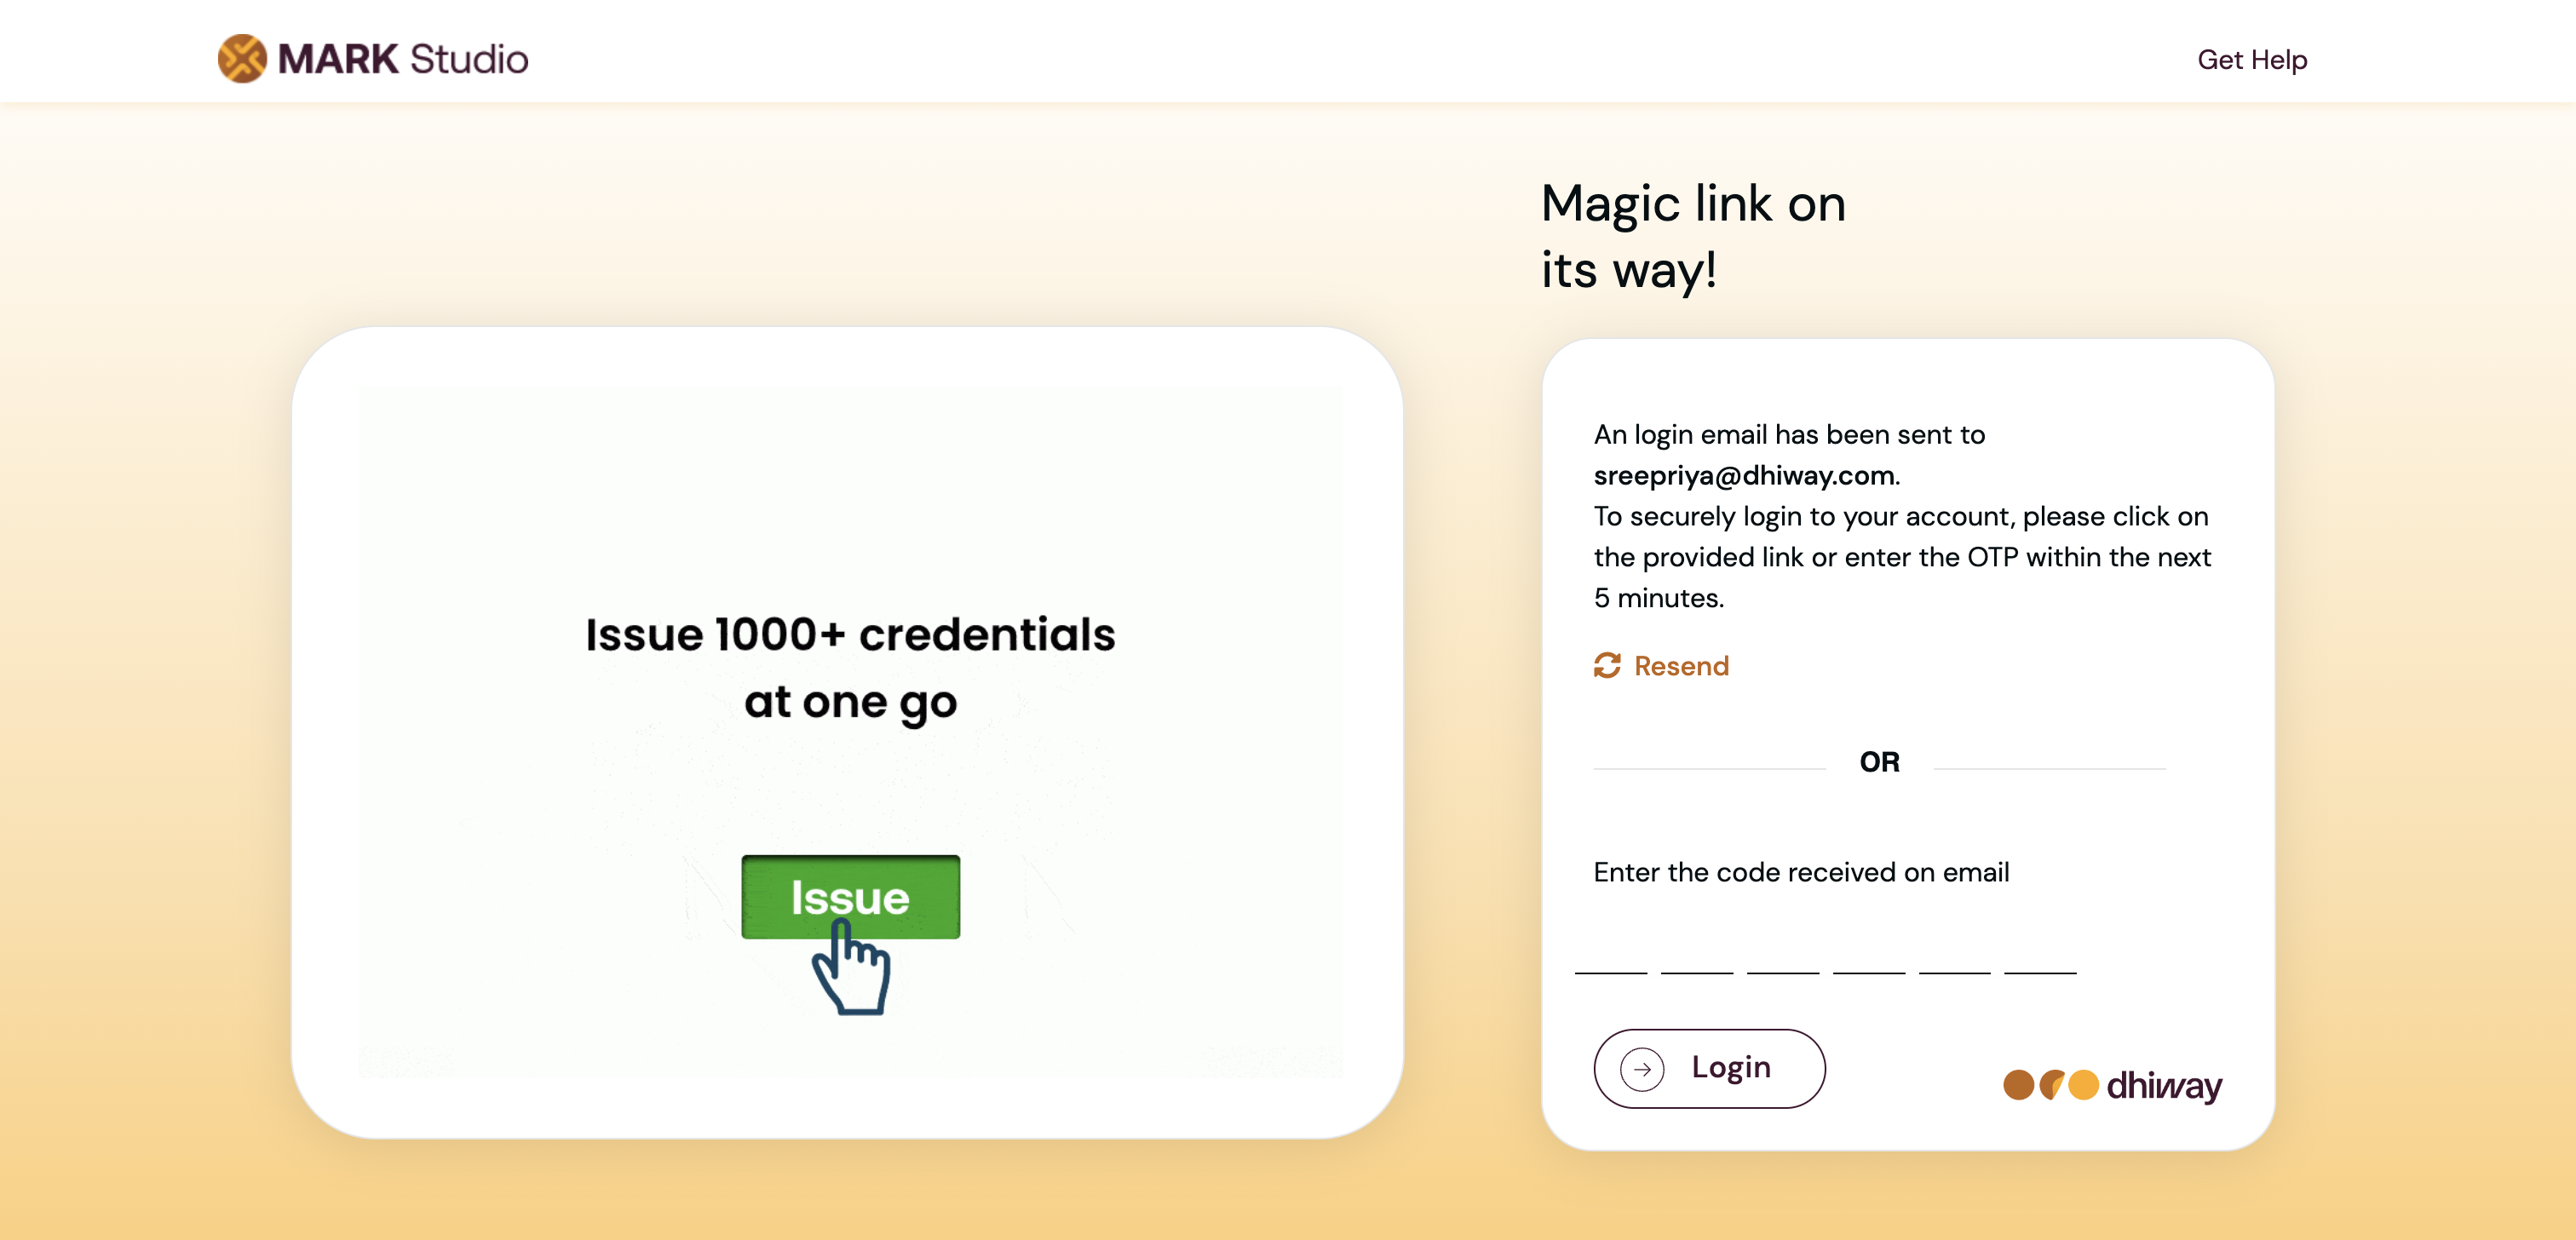 MARK Studio
Get Help
Magic link on
its way!
Issue 1000+ credentials
at one go
Issue
An login email has been sent to
sreepriya@dhiway.com.
To securely login to your account, please click on
the provided link or enter the OTP within the next
5 minutes.
Resend
OR
Enter the code received on email
Login
dhiway